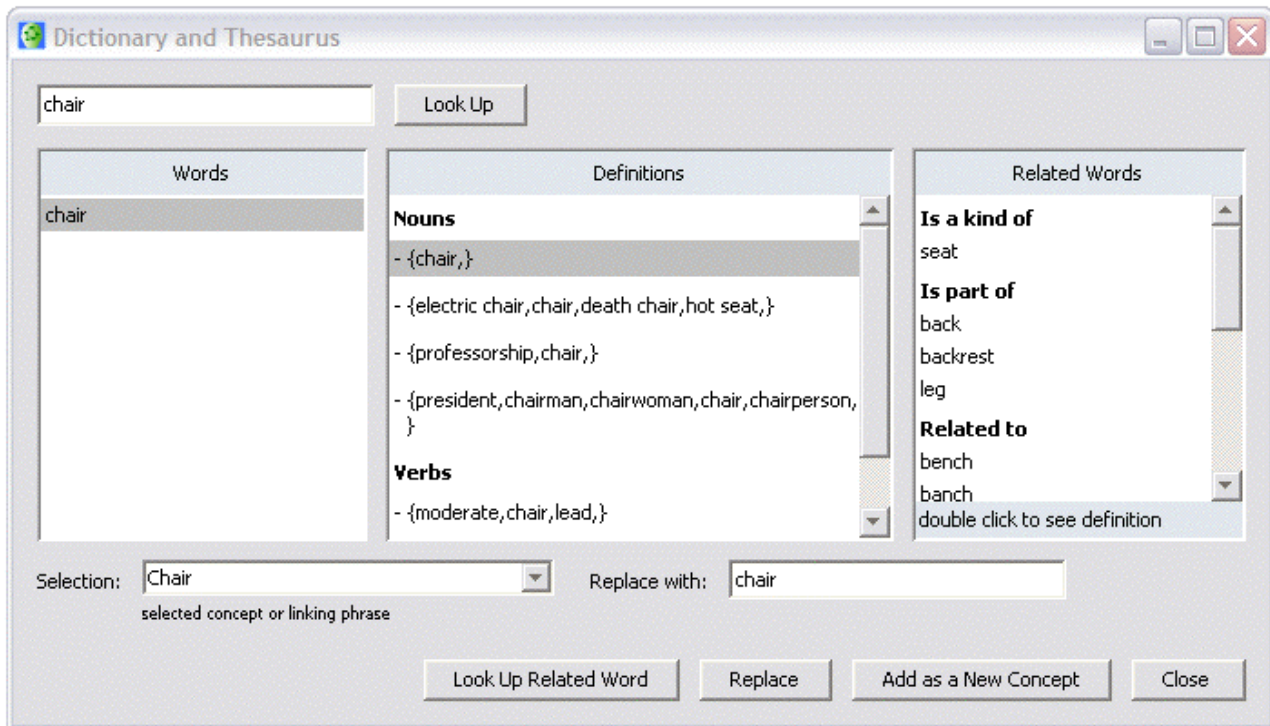 Dictionary and Thesaurus
chair
Look Up
Words
chair
Definitions
Nouns
- {chair,}
- {electric chair,chair,death chair,hot seat,}
- {professorship,chair,}
- {president,chairman,chairwoman,chair,chairperson,
}
Verbs
- {moderate,chair,lead,}
Related Words
Is a kind of
seat
Is part of
back
backrest
leg
Related to
bench
banch
double click to see definition
Selection:
Chair
selected concept or linking phrase
Replace with:
chair
Look Up Related Word
Replace
Add as a New Concept
Close